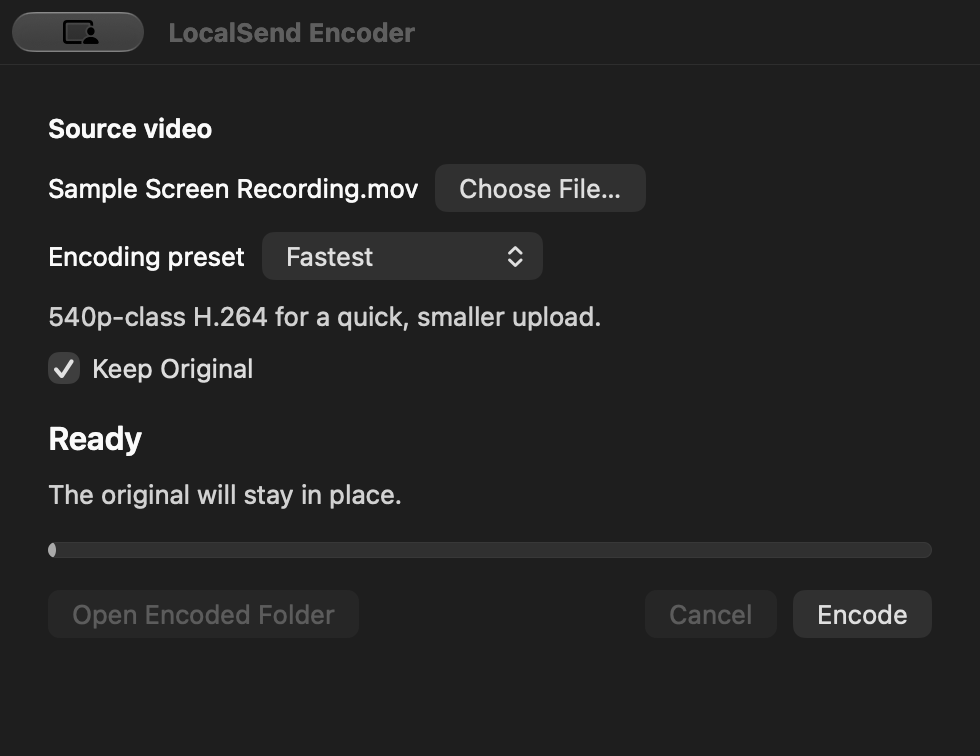 LocalSend Encoder
Source video
Sample Screen Recording.mov Choose File...
Encoding preset Fastest
540p-class H.264 for a quick, smaller upload.
Keep Original
Ready
The original will stay in place.
Open Encoded Folder Cancel Encode